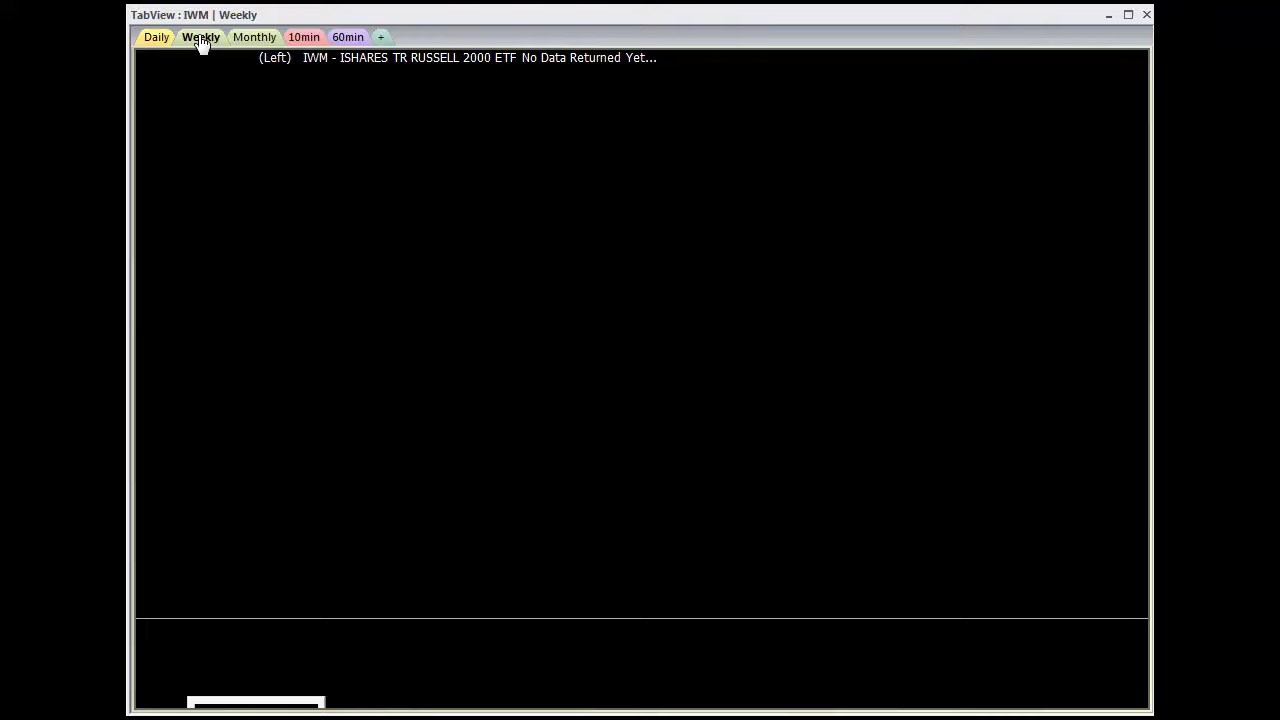 TabView : IWM | Weekly
Daily Weekly Monthly 10min 60min +
(Left) IWM - ISHARES TR RUSSELL 2000 ETF No Data Returned Yet...